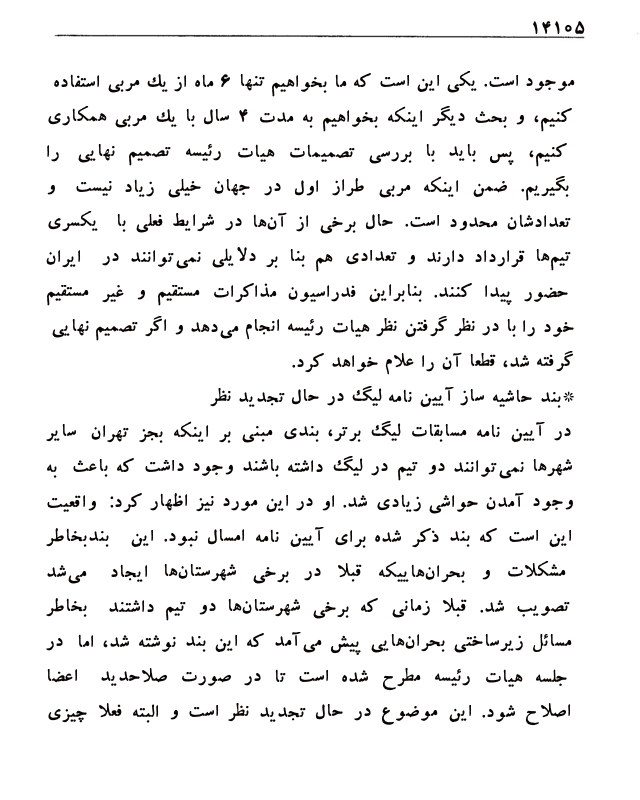 ۱۴۱۰۵
موجود است. یکی این است که ما بخواهیم تنها ۶ ماه از یك مربی استفاده
کنیم، و بحث دیگر اینکه بخواهیم به مدت ۴ سال با یك مربی همکاری
کنیم، پس باید با بررسی تصمیمات هیات رئیسه تصمیم نهایی را
بگیریم. ضمن اینکه مربی طراز اول در جهان خیلی زیاد نیست و
تعدادشان محدود است. حال برخی از آن‌ها در شرایط فعلی با یکسری
تیم‌ها قرارداد دارند و تعدادی هم بنا بر دلایلی نمی‌توانند در ایران
حضور پیدا کنند. بنابراین فدراسیون مذاکرات مستقیم و غیر مستقیم
خود را با در نظر گرفتن نظر هیات رئیسه انجام می‌دهد و اگر تصمیم نهایی
گرفته شد، قطعا آن را علام خواهد کرد.
*بند حاشیه ساز آیین نامه لیگ در حال تجدید نظر
در آیین نامه مسابقات لیگ برتر، بندی مبنی بر اینکه بجز تهران سایر
شهرها نمی‌توانند دو تیم در لیگ داشته باشند وجود داشت که باعث به
وجود آمدن حواشی زیادی شد. او در این مورد نیز اظهار کرد: واقعیت
این است که بند ذکر شده برای آیین نامه امسال نبود. این بندبخاطر
مشکلات و بحران‌هاییکه قبلا در برخی شهرستان‌ها ایجاد می‌شد
تصویب شد. قبلا زمانی که برخی شهرستان‌ها دو تیم داشتند بخاطر
مسائل زیرساختی بحران‌هایی پیش می‌آمد که این بند نوشته شد، اما در
جلسه هیات رئیسه مطرح شده است تا در صورت صلاحدید اعضا
اصلاح شود. این موضوع در حال تجدید نظر است و البته فعلا چیزی